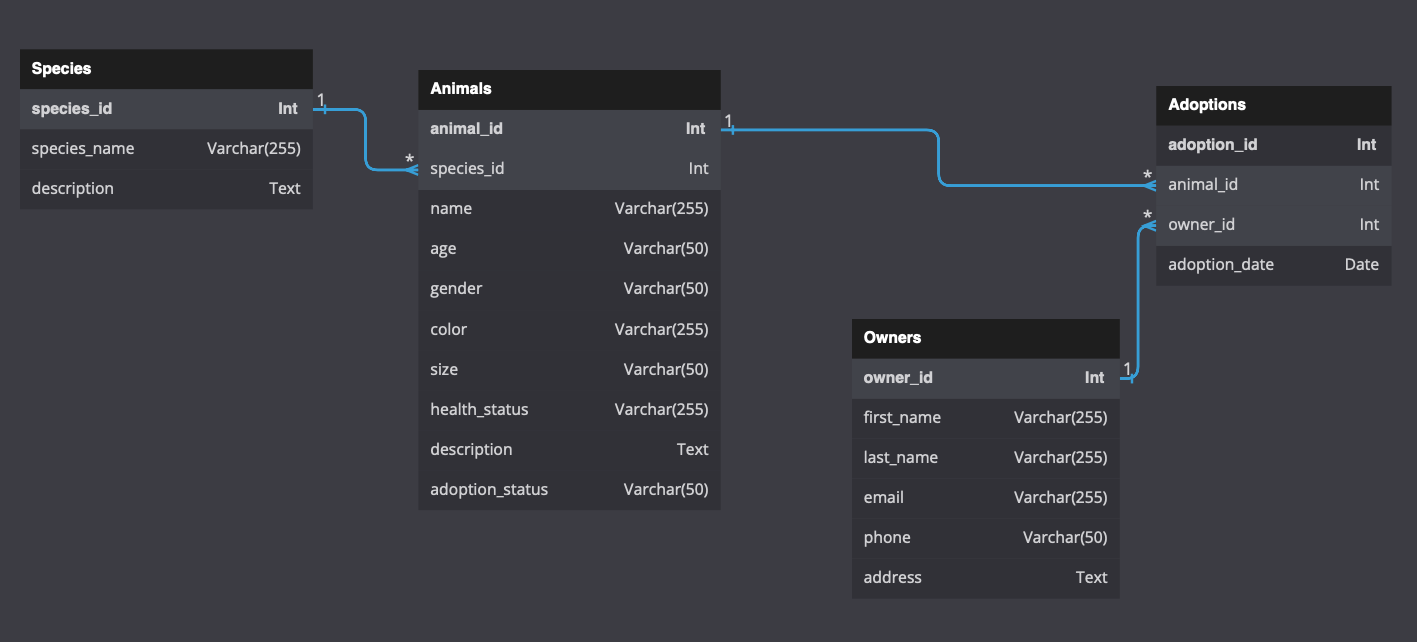 Species
species_id Int
species_name Varchar(255)
description Text
1
*
Animals
animal_id Int
species_id Int
name Varchar(255)
age Varchar(50)
gender Varchar(50)
color Varchar(255)
size Varchar(50)
health_status Varchar(255)
description Text
adoption_status Varchar(50)
1
*
*
Adoptions
adoption_id Int
animal_id Int
owner_id Int
adoption_date Date
Owners
owner_id Int
first_name Varchar(255)
last_name Varchar(255)
email Varchar(255)
phone Varchar(50)
address Text
1